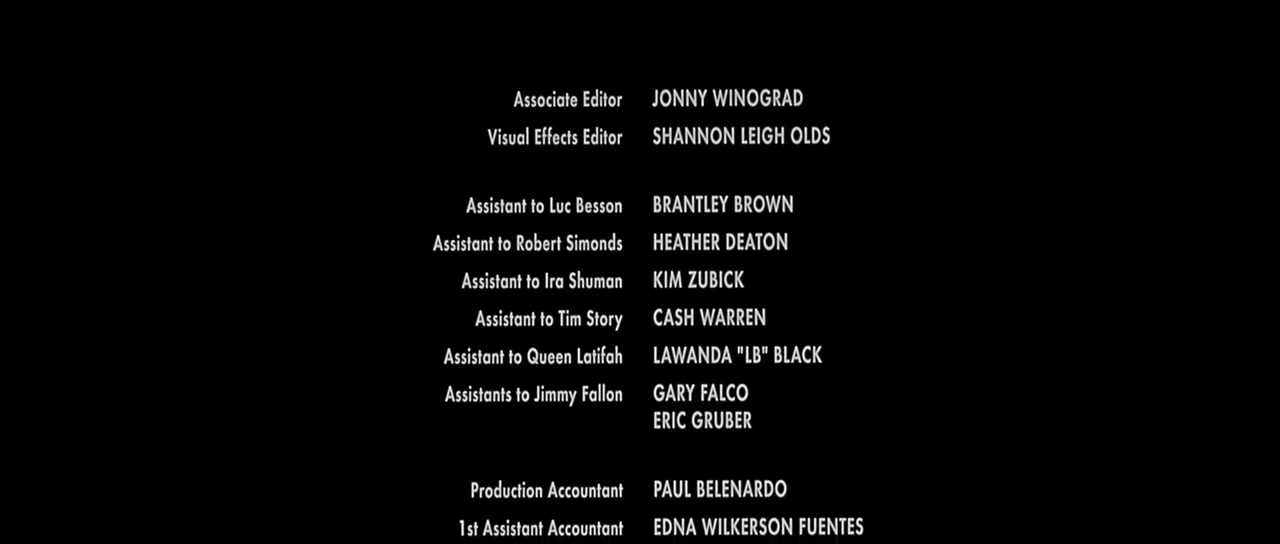 Associate Editor JONNY WINOGRAD
Visual Effects Editor SHANNON LEIGH OLDS
Assistant to Luc Besson BRANTLEY BROWN
Assistant to Robert Simonds HEATHER DEATON
Assistant to Ira Shuman KIM ZUBICK
Assistant to Tim Story CASH WARREN
Assistant to Queen Latifah LAWANDA "LB" BLACK
Assistants to Jimmy Fallon GARY FALCO
ERIC GRUBER
Production Accountant PAUL BELENARDO
1st Assistant Accountant EDNA WILKERSON FUENTES